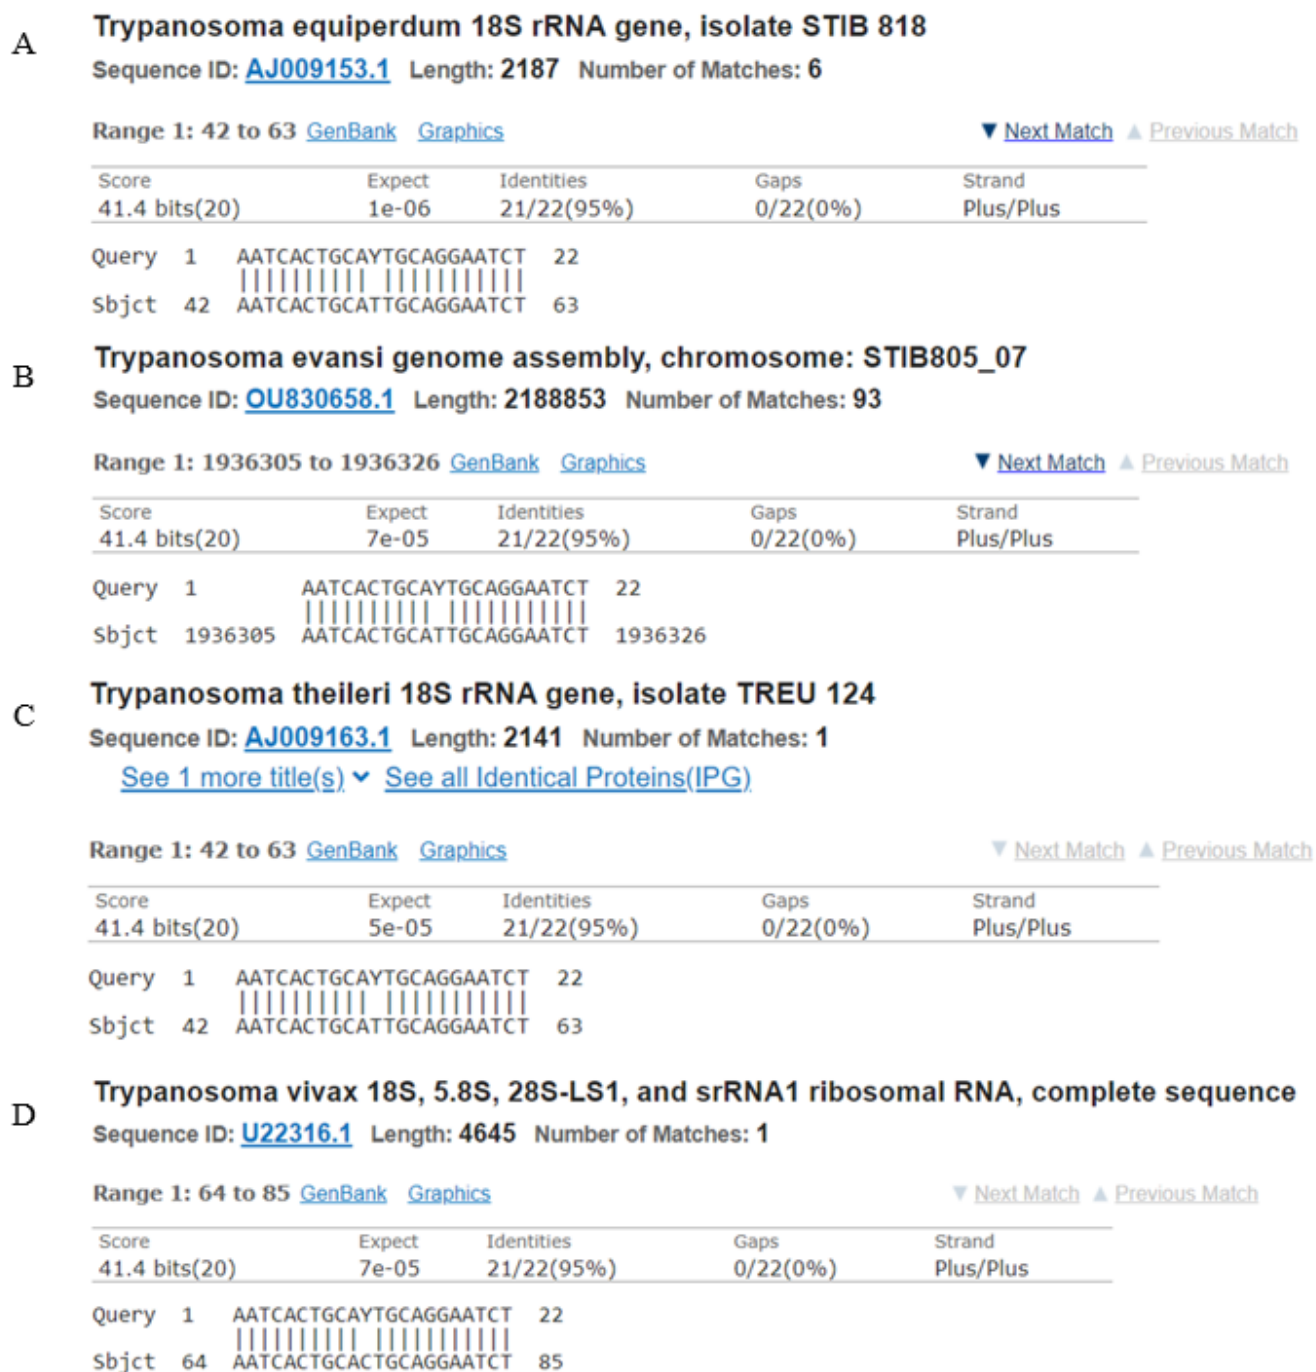 A
Trypanosoma equiperdum 18S rRNA gene, isolate STIB 818
Sequence ID: AJ009153.1 Length: 2187 Number of Matches: 6
Range 1: 42 to 63 GenBank Graphics ▼ Next Match ▲ Previous Match
Score Expect Identities Gaps Strand
41.4 bits(20) 1e-06 21/22(95%) 0/22(0%) Plus/Plus
Query 1 AATCACTGCAYTGCAGGAATCT 22
|||||||||| |||||||||||
Sbjct 42 AATCACTGCATTGCAGGAATCT 63
B
Trypanosoma evansi genome assembly, chromosome: STIB805_07
Sequence ID: OU830658.1 Length: 2188853 Number of Matches: 93
Range 1: 1936305 to 1936326 GenBank Graphics ▼ Next Match ▲ Previous Match
Score Expect Identities Gaps Strand
41.4 bits(20) 7e-05 21/22(95%) 0/22(0%) Plus/Plus
Query 1 AATCACTGCAYTGCAGGAATCT 22
|||||||||| |||||||||||
Sbjct 1936305 AATCACTGCATTGCAGGAATCT 1936326
C
Trypanosoma theileri 18S rRNA gene, isolate TREU 124
Sequence ID: AJ009163.1 Length: 2141 Number of Matches: 1
See 1 more title(s) See all Identical Proteins(IPG)
Range 1: 42 to 63 GenBank Graphics ▼ Next Match ▲ Previous Match
Score Expect Identities Gaps Strand
41.4 bits(20) 5e-05 21/22(95%) 0/22(0%) Plus/Plus
Query 1 AATCACTGCAYTGCAGGAATCT 22
|||||||||| |||||||||||
Sbjct 42 AATCACTGCATTGCAGGAATCT 63
D
Trypanosoma vivax 18S, 5.8S, 28S-LS1, and srRNA1 ribosomal RNA, complete sequence
Sequence ID: U22316.1 Length: 4645 Number of Matches: 1
Range 1: 64 to 85 GenBank Graphics ▼ Next Match ▲ Previous Match
Score Expect Identities Gaps Strand
41.4 bits(20) 7e-05 21/22(95%) 0/22(0%) Plus/Plus
Query 1 AATCACTGCAYTGCAGGAATCT 22
|||||||||| |||||||||||
Sbjct 64 AATCACTGCACTGCAGGAATCT 85